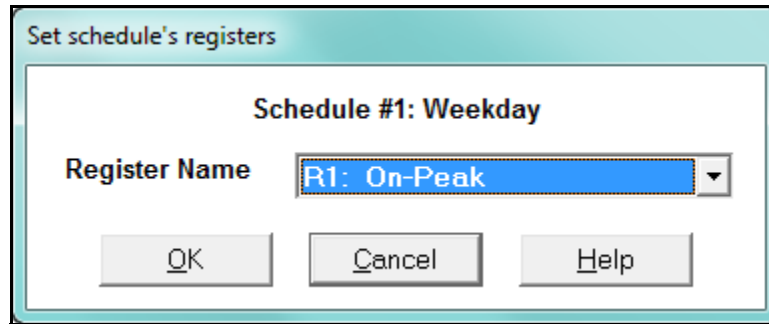 Set schedule's registers
Schedule #1: Weekday
Register Name R1: On-Peak
OK Cancel Help